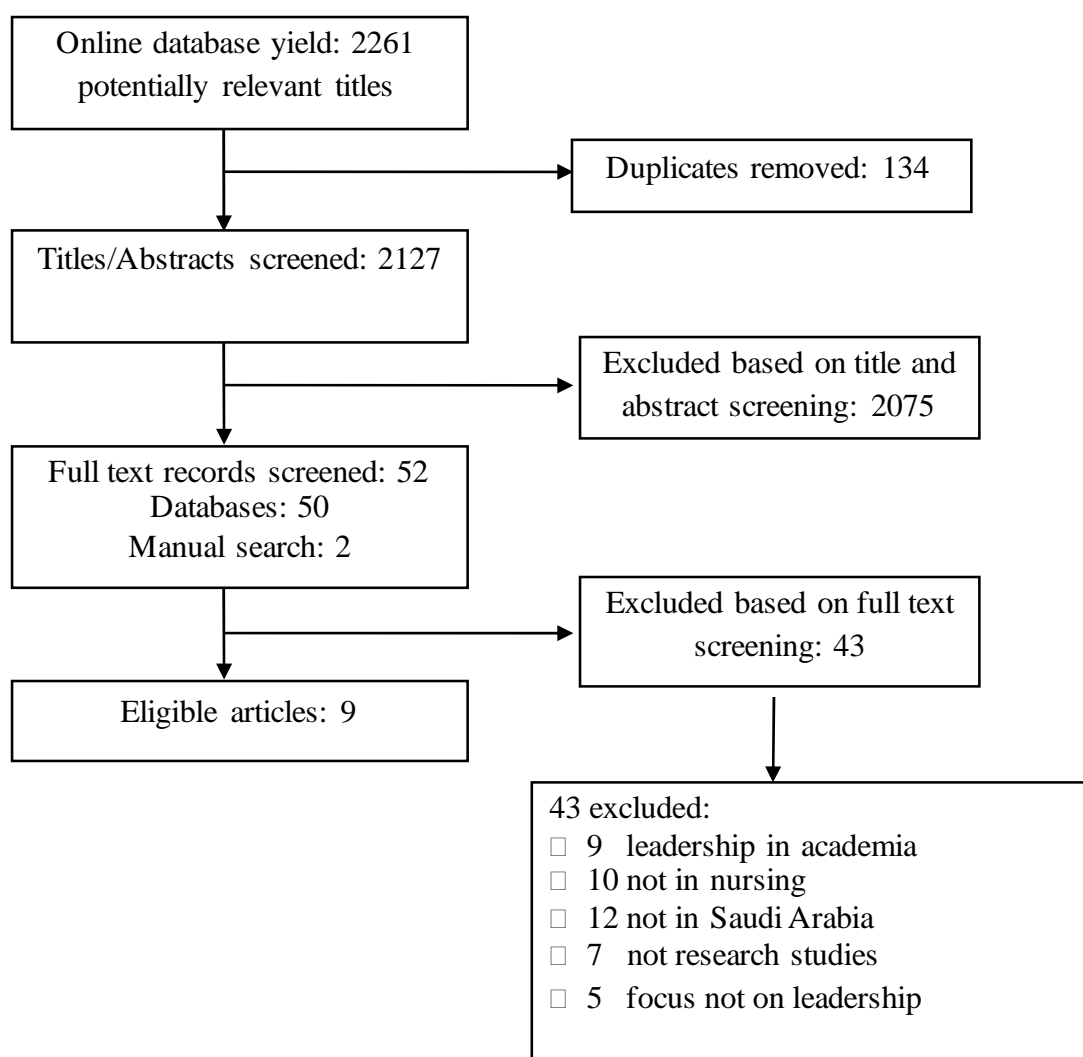 Online database yield: 2261
potentially relevant titles
Duplicates removed: 134
Titles/Abstracts screened: 2127
Excluded based on title and
abstract screening: 2075
Full text records screened: 52
Databases: 50
Manual search: 2
Excluded based on full text
screening: 43
Eligible articles: 9
43 excluded:
□ 9 leadership in academia
□ 10 not in nursing
□ 12 not in Saudi Arabia
□ 7 not research studies
□ 5 focus not on leadership